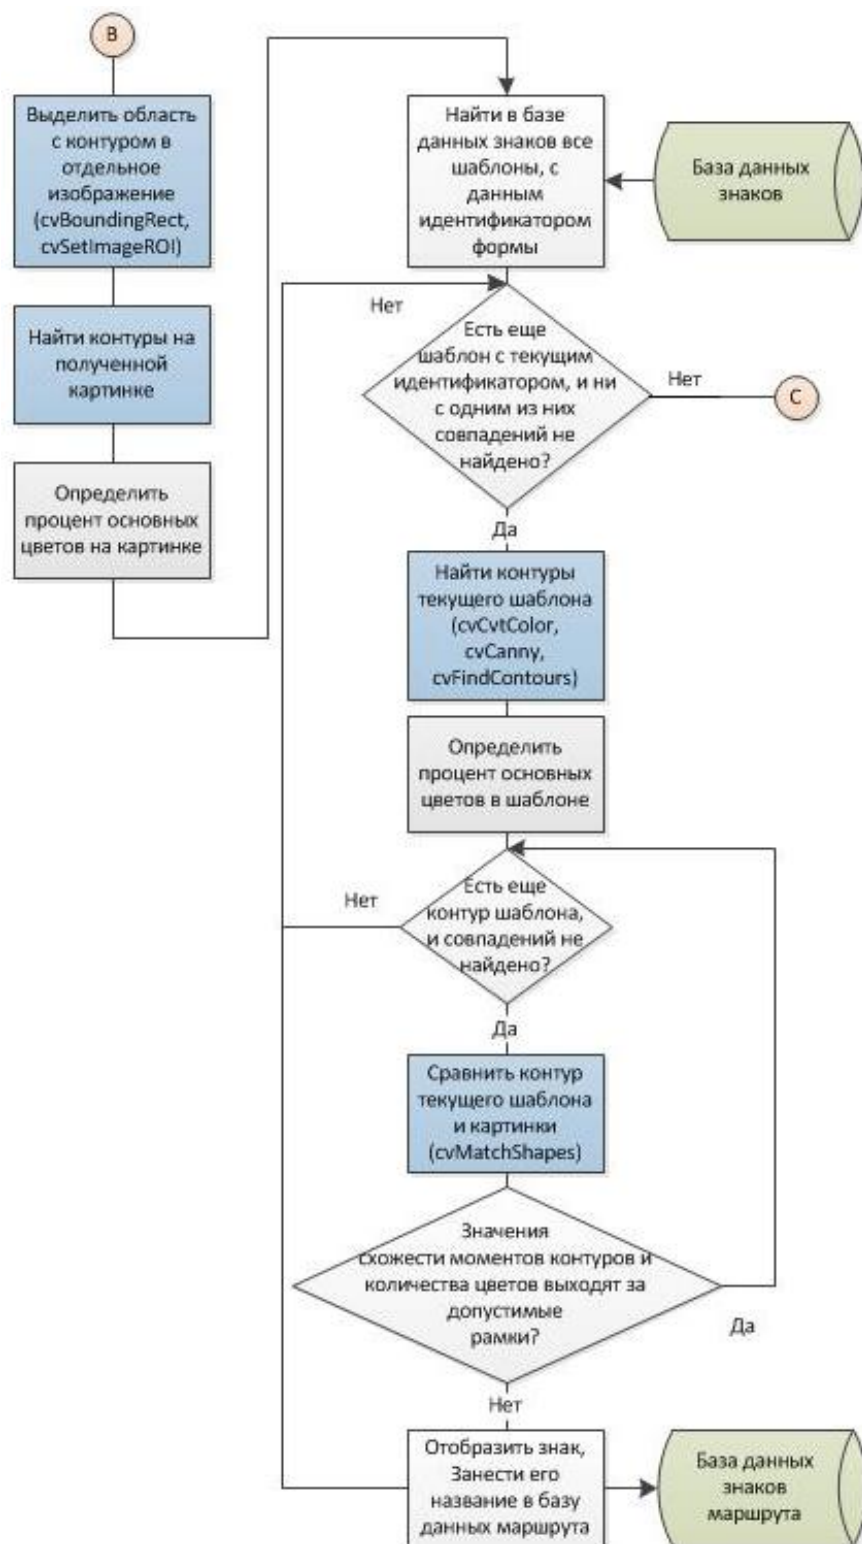 B
Выделить область
с контуром в
отдельное
изображение
(cvBoundingRect,
cvSetImageROI)
Найти контуры на
полученной
картинке
Определить
процент основных
цветов на картинке
Найти в базе
данных знаков все
шаблоны, с
данным
идентификатором
формы
База данных
знаков
Нет
Есть еще
шаблон с текущим
идентификатором, и ни
с одним из них
совпадений не
найдено?
Нет
C
Да
Найти контуры
текущего шаблона
(cvCvtColor,
cvCanny,
cvFindContours)
Определить
процент основных
цветов в шаблоне
Есть еще
контур шаблона,
и совпадений не
найдено?
Нет
Да
Сравнить контур
текущего шаблона
и картинки
(cvMatchShapes)
Значения
схожести моментов контуров и
количества цветов выходят за
допустимые
рамки?
Да
Нет
Отобразить знак,
Занести его
название в базу
данных маршрута
База данных
знаков
маршрута